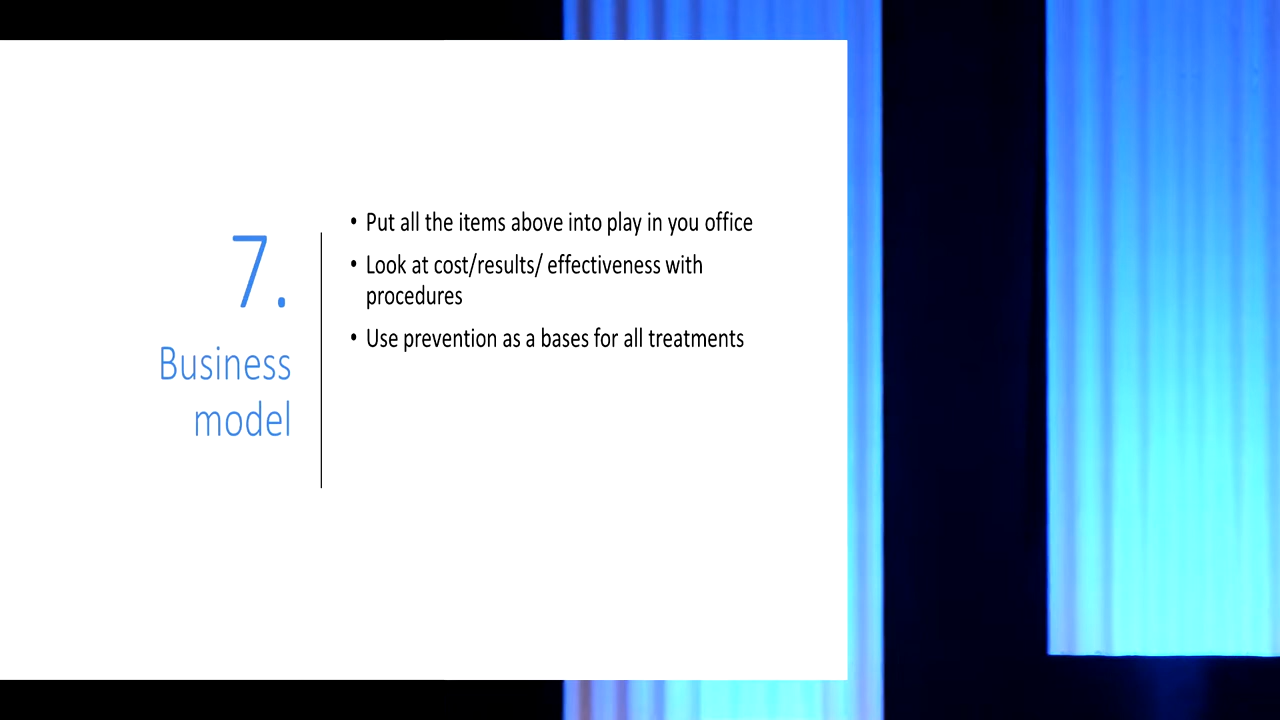 7.
Business
model
• Put all the items above into play in you office
• Look at cost/results/ effectiveness with
procedures
• Use prevention as a bases for all treatments